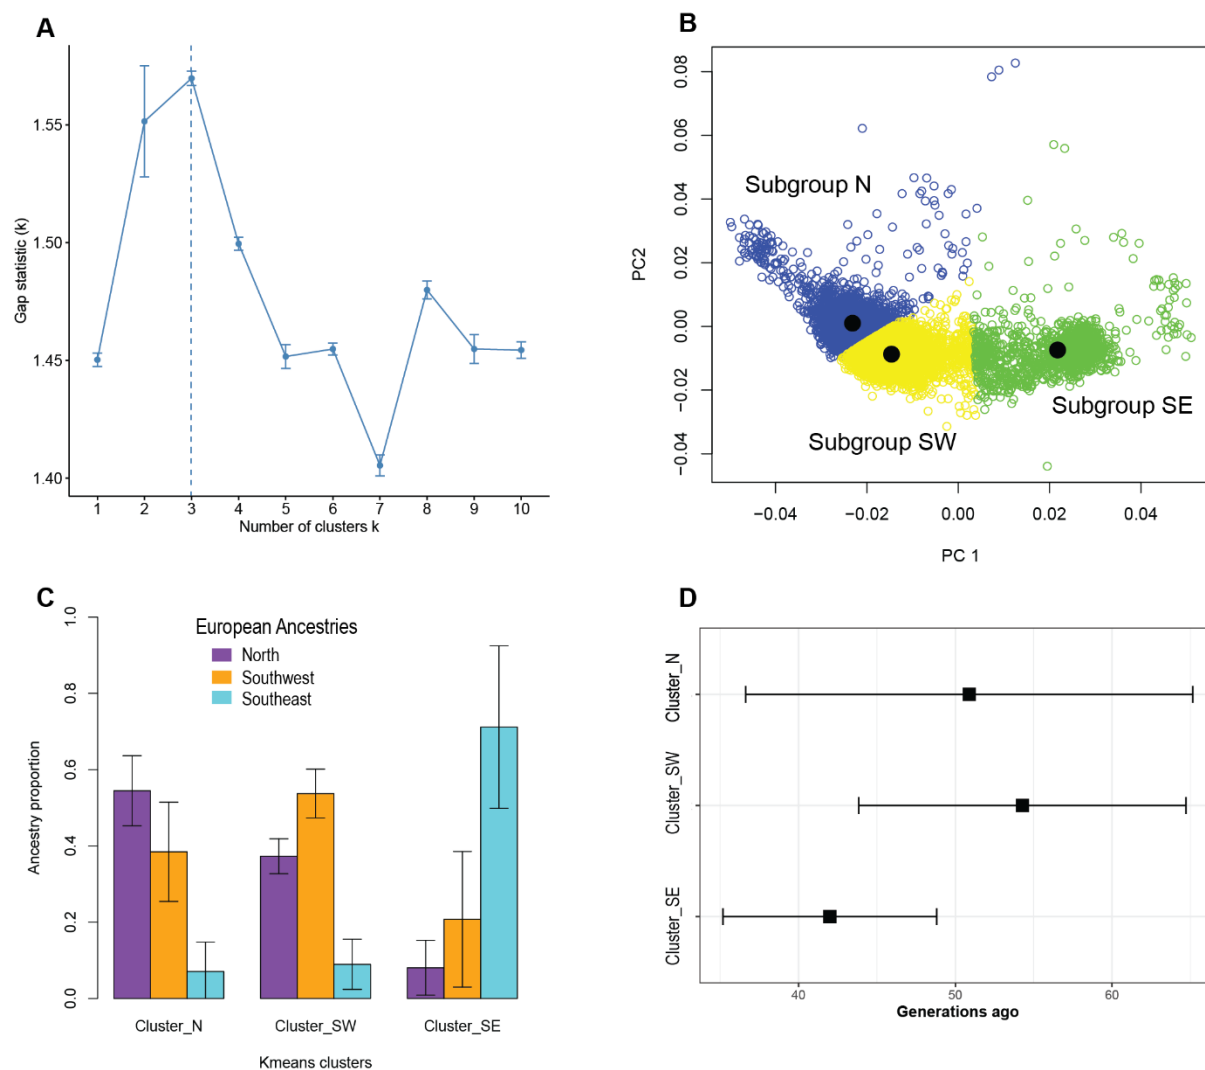 A
Gap statistic (k)
1.55
1.50
1.45
1.40
1
2
3
4
5
6
7
8
9
10
Number of clusters k
B
PC2
0.08
0.06
0.04
0.02
0.00
−0.02
−0.04
Subgroup N
Subgroup SW
Subgroup SE
−0.04
−0.02
0.00
0.02
0.04
PC 1
C
Ancestry proportion
1.0
0.8
0.6
0.4
0.2
0.0
European Ancestries
North
Southwest
Southeast
Cluster_N
Cluster_SW
Cluster_SE
Kmeans clusters
D
Cluster_N
Cluster_SW
Cluster_SE
40
50
60
Generations ago